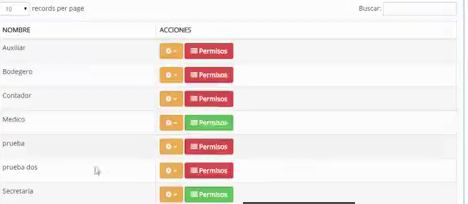 10 records per page Buscar:
NOMBRE ACCIONES
Auxiliar Permisos
Bodegero Permisos
Contador Permisos
Medico Permisos
prueba Permisos
prueba dos Permisos
Secretaria Permisos